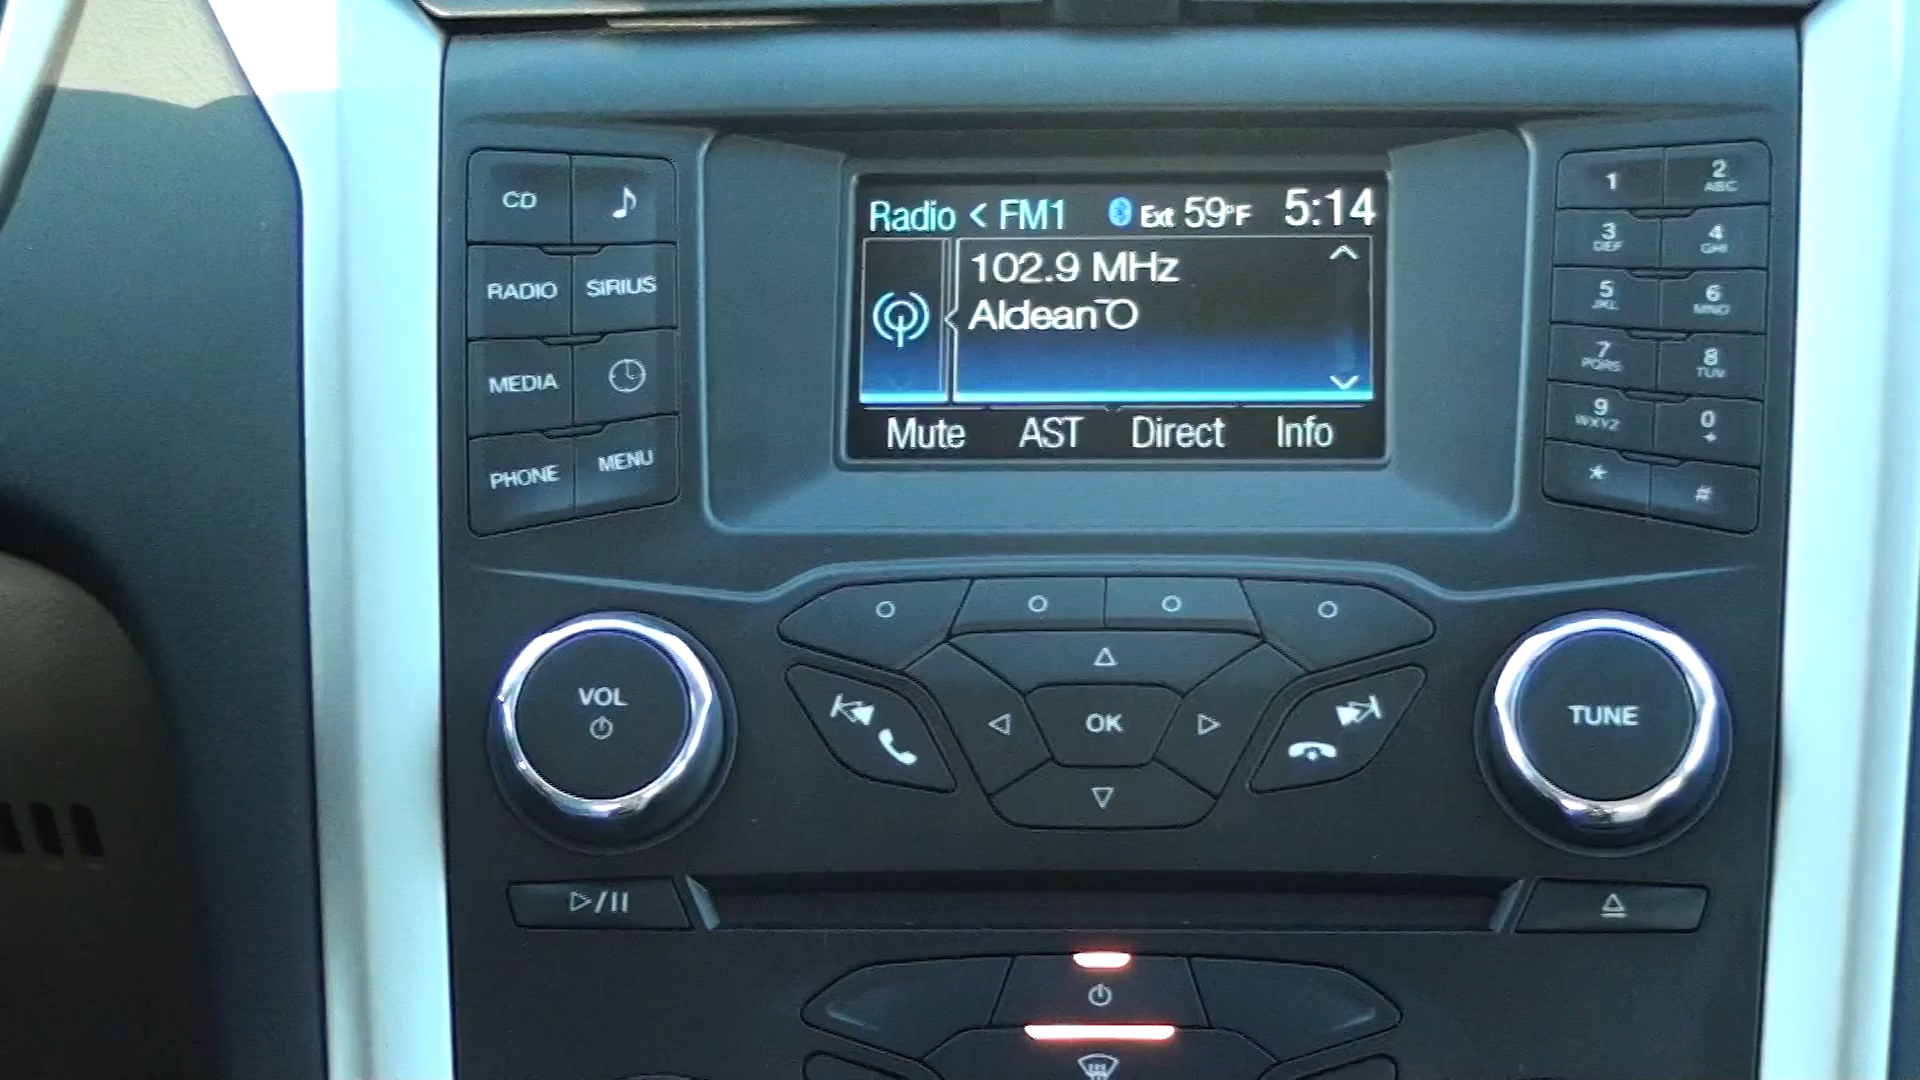 CD
RADIO SIRIUS
MEDIA
PHONE MENU
Radio < FM1 Ext 59°F 5:14
102.9 MHz
Aldean O
Mute AST Direct Info
1 2 ABC
3 DEF 4 GHI
5 JKL 6 MNO
7 PQRS 8 TUV
9 WXYZ 0 +
* #
VOL
OK
TUNE